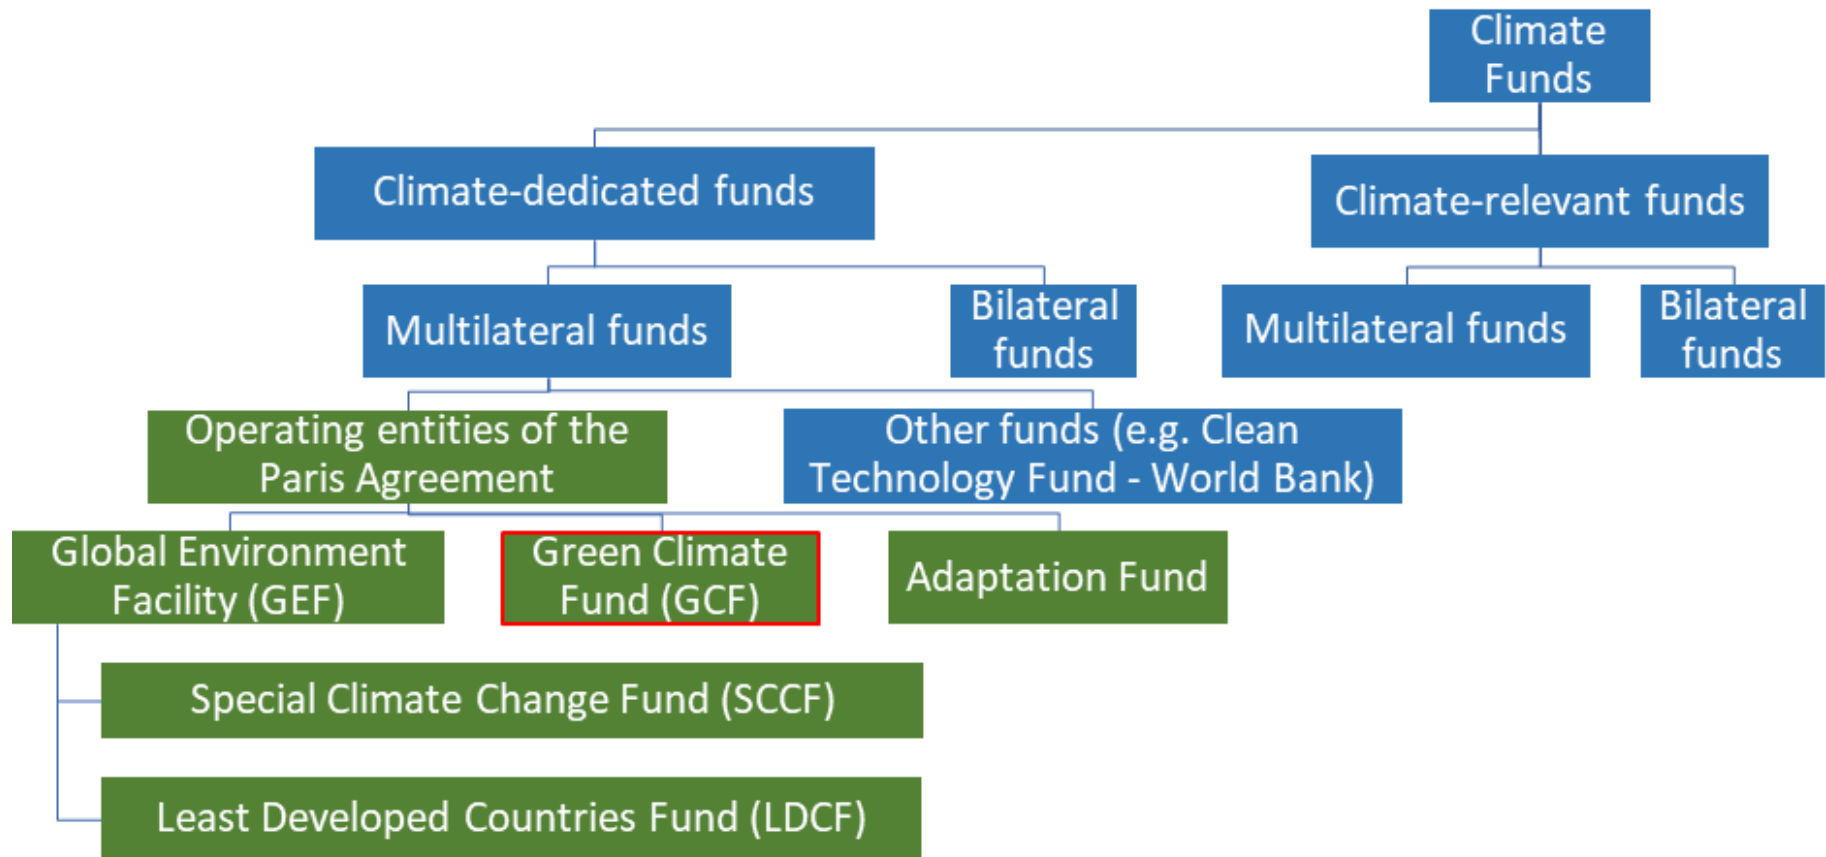 Climate
Funds
Climate-dedicated funds
Climate-relevant funds
Multilateral funds
Bilateral
funds
Multilateral funds
Bilateral
funds
Operating entities of the
Paris Agreement
Other funds (e.g. Clean
Technology Fund - World Bank)
Global Environment
Facility (GEF)
Green Climate
Fund (GCF)
Adaptation Fund
Special Climate Change Fund (SCCF)
Least Developed Countries Fund (LDCF)